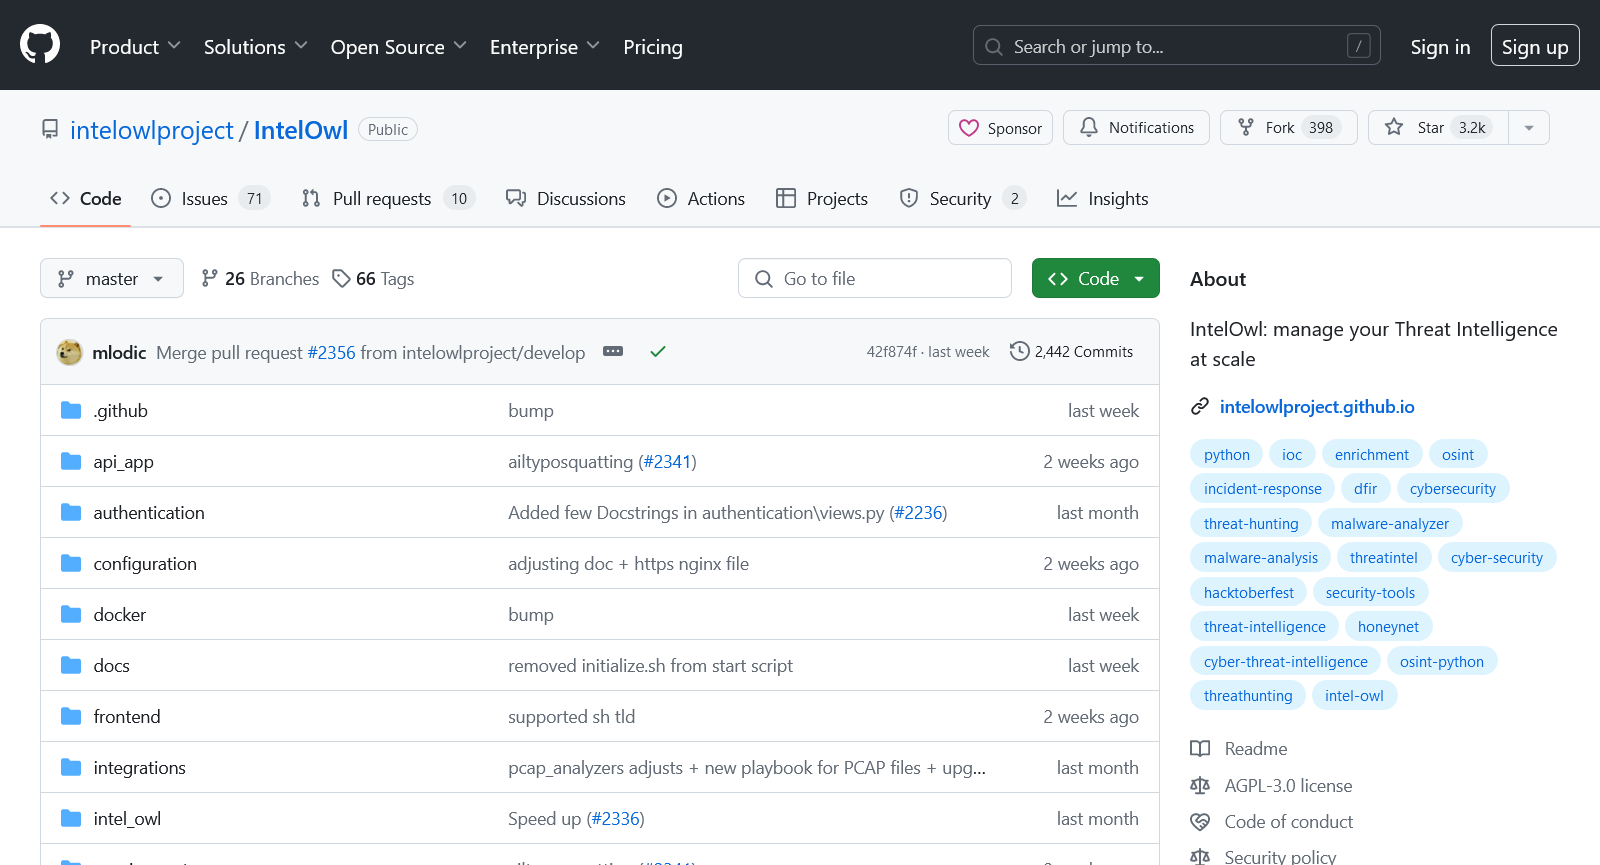 Product Solutions Open Source Enterprise Pricing Search or jump to... / Sign in Sign up
intelowlproject / IntelOwl Public Sponsor Notifications Fork 398 Star 3.2k
Code Issues 71 Pull requests 10 Discussions Actions Projects Security 2 Insights
master 26 Branches 66 Tags Go to file Code
mlodic Merge pull request #2356 from intelowlproject/develop 42f874f · last week 2,442 Commits
.github bump last week
api_app ailtyposquatting (#2341) 2 weeks ago
authentication Added few Docstrings in authentication\views.py (#2236) last month
configuration adjusting doc + https nginx file 2 weeks ago
docker bump last week
docs removed initialize.sh from start script last week
frontend supported sh tld 2 weeks ago
integrations pcap_analyzers adjusts + new playbook for PCAP files + upg... last month
intel_owl Speed up (#2336) last month
About
IntelOwl: manage your Threat Intelligence
at scale
intelowlproject.github.io
python ioc enrichment osint
incident-response dfir cybersecurity
threat-hunting malware-analyzer
malware-analysis threatintel cyber-security
hacktoberfest security-tools
threat-intelligence honeynet
cyber-threat-intelligence osint-python
threathunting intel-owl
Readme
AGPL-3.0 license
Code of conduct
Security policy